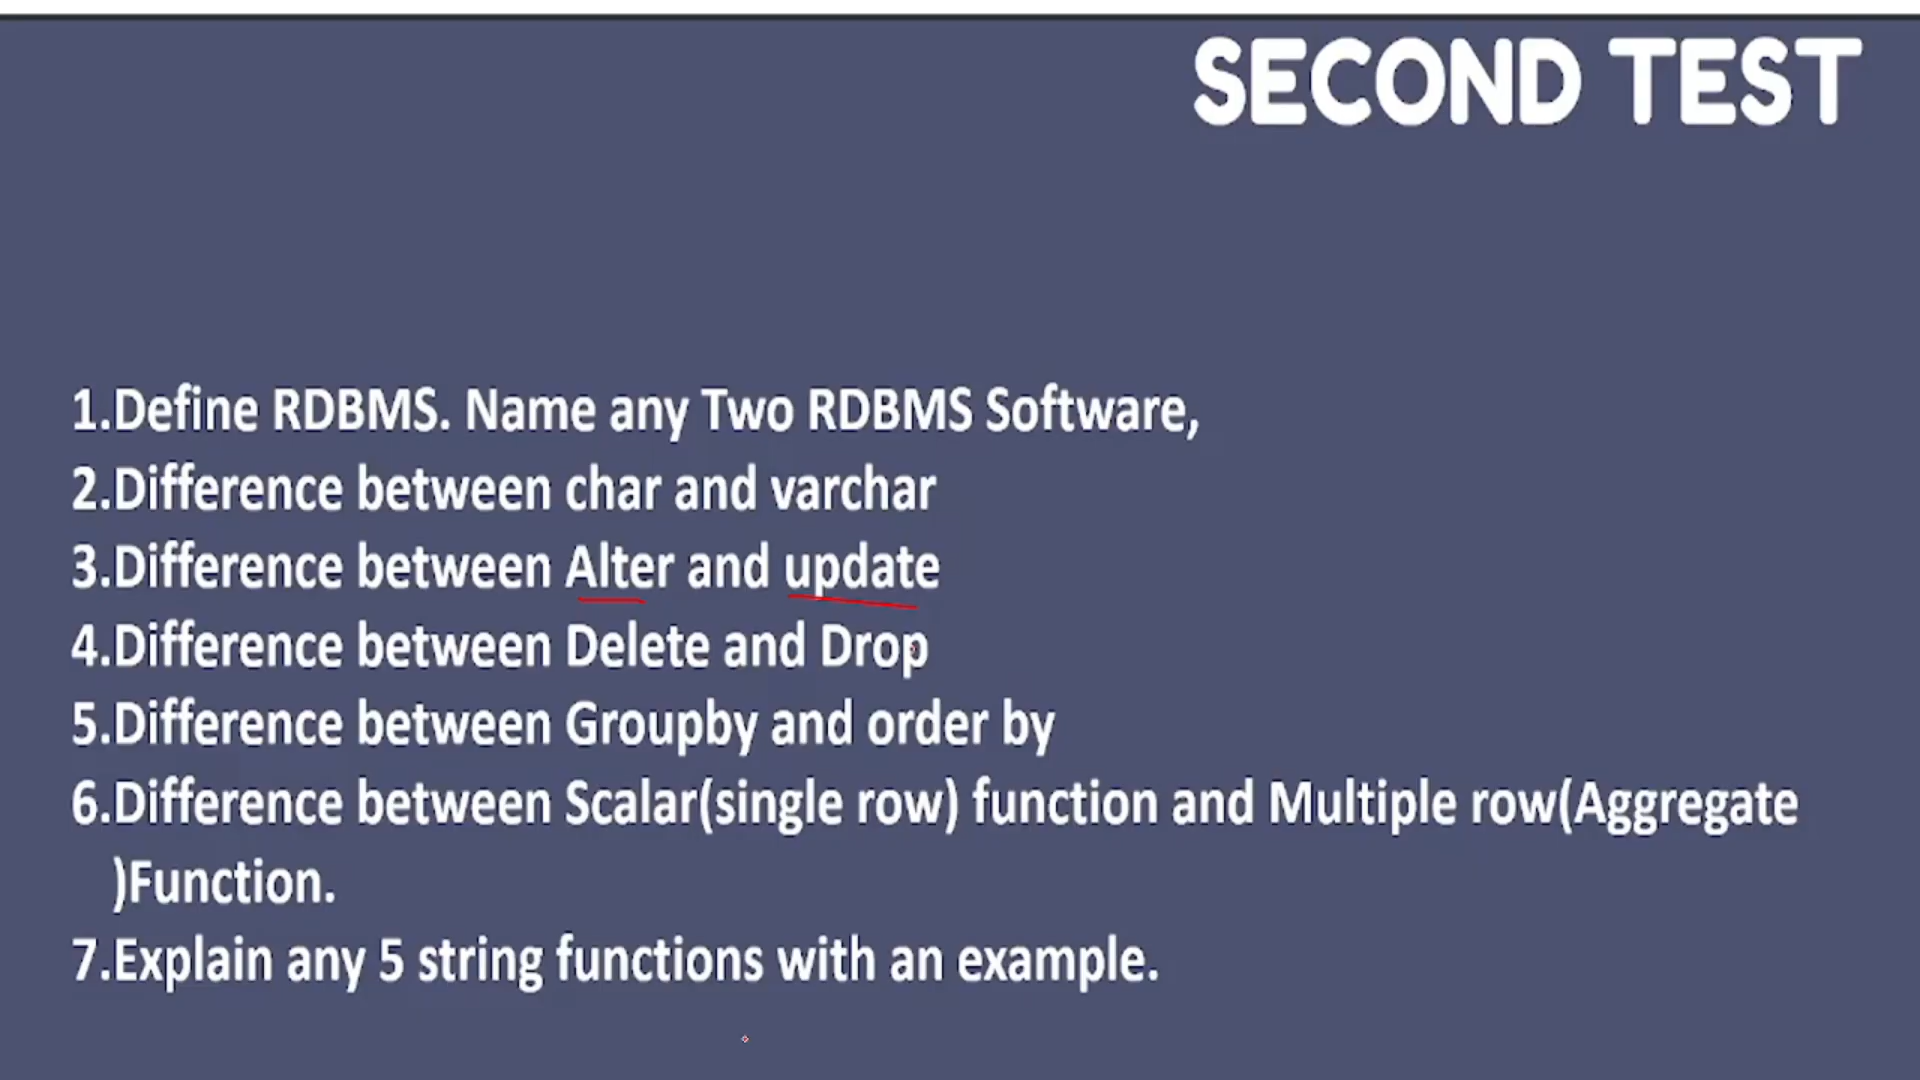 SECOND TEST
1.Define RDBMS. Name any Two RDBMS Software,
2.Difference between char and varchar
3.Difference between Alter and update
4.Difference between Delete and Drop
5.Difference between Groupby and order by
6.Difference between Scalar(single row) function and Multiple row(Aggregate
)Function.
7.Explain any 5 string functions with an example.